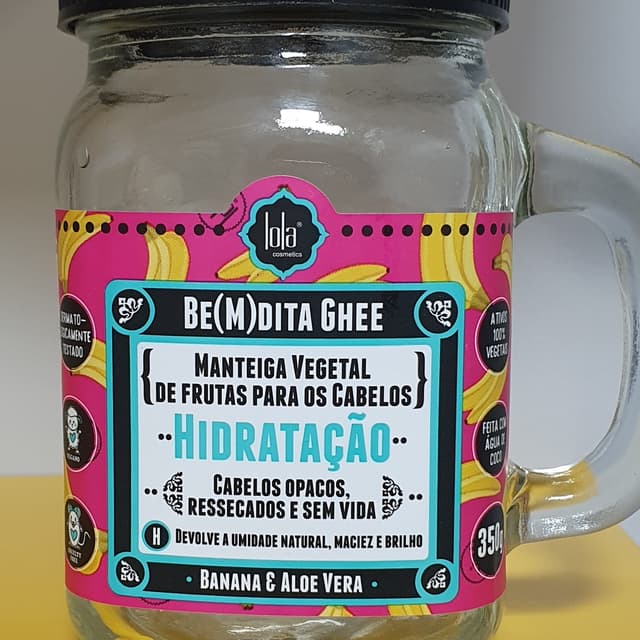 lola®
cosmetics
BE(M)DITA GHEE
{MANTEIGA VEGETAL
DE FRUTAS PARA OS CABELOS}
··HIDRATAÇÃO··
CABELOS OPACOS,
RESSECADOS E SEM VIDA
H DEVOLVE A UMIDADE NATURAL, MACIEZ E BRILHO
· BANANA & ALOE VERA ·
TESTADO
VEGANO
ATIVOS
100%
VEGETAIS
FEITA COM
ÁGUA DE
COCO
350g